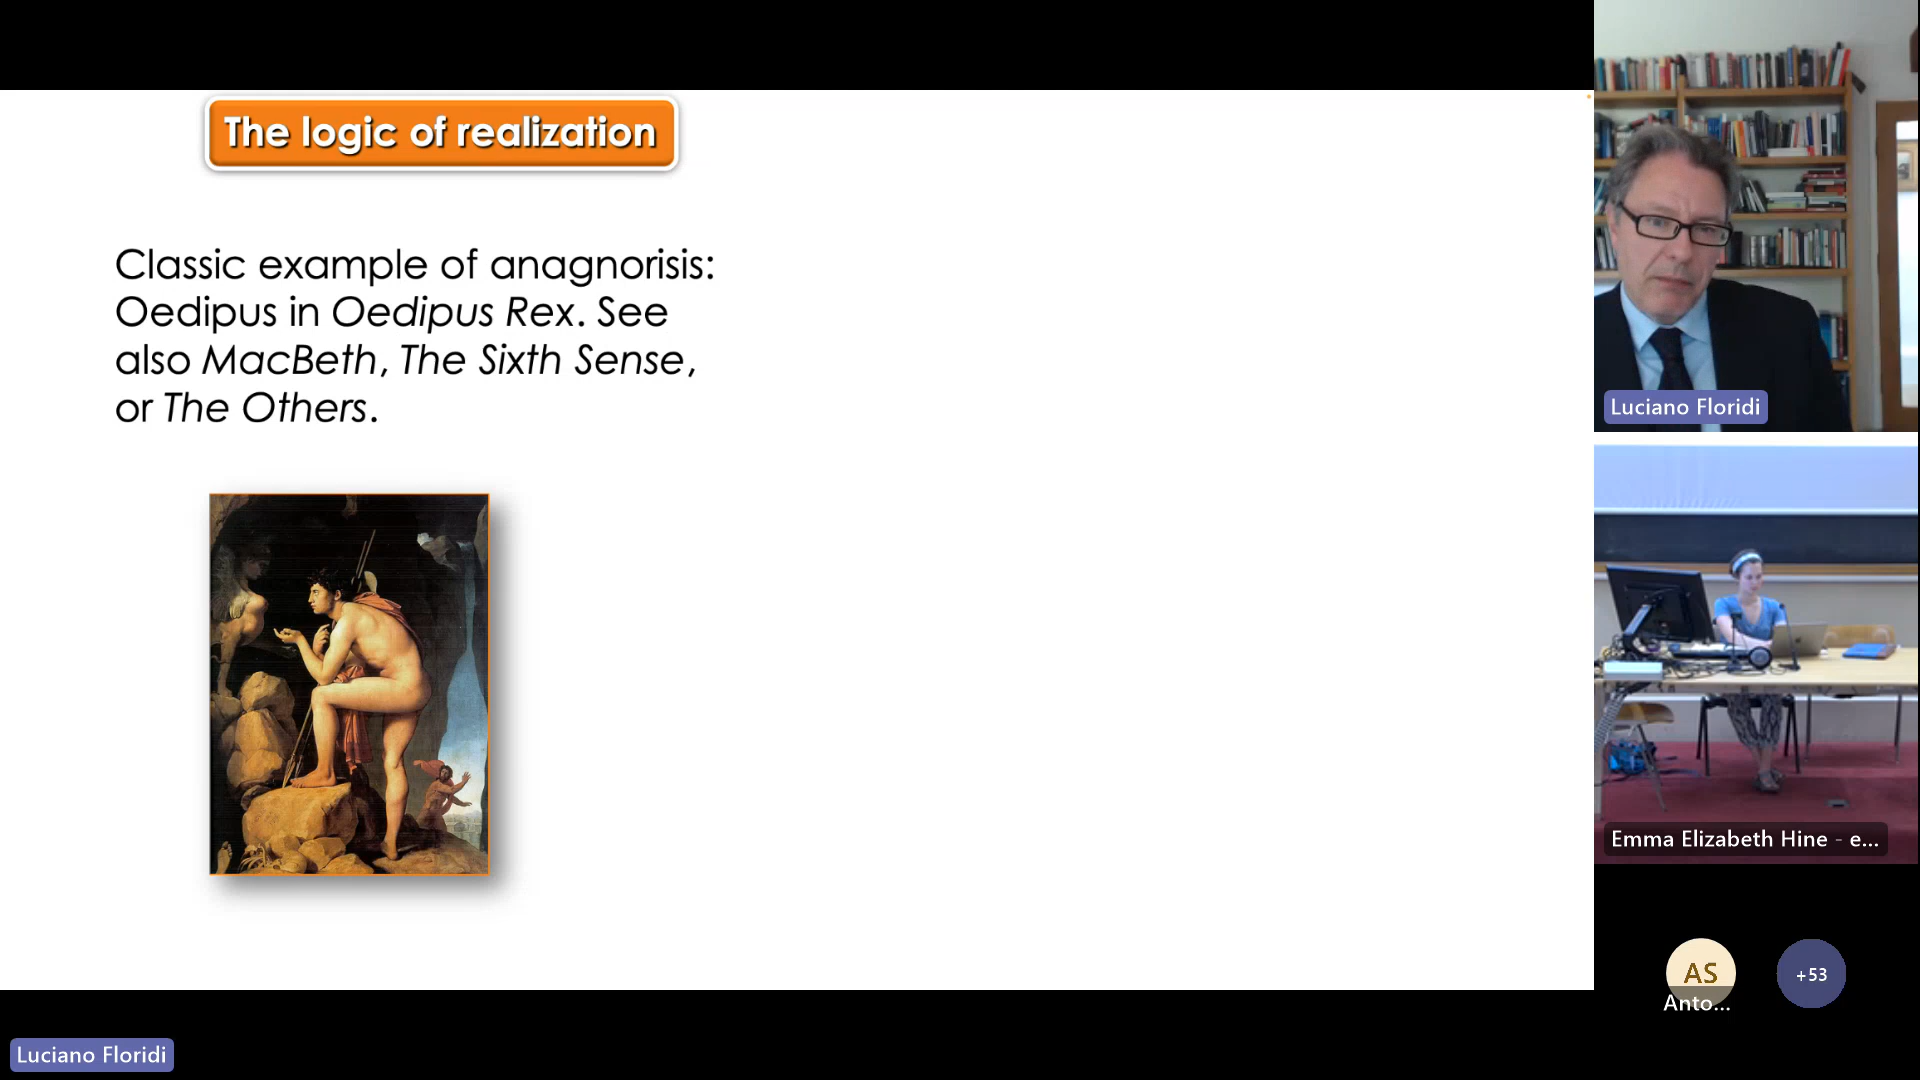 The logic of realization
Classic example of anagnorisis:
Oedipus in Oedipus Rex. See
also MacBeth, The Sixth Sense,
or The Others.
Luciano Floridi
Emma Elizabeth Hine - e...
AS
Anto...
+53
Luciano Floridi